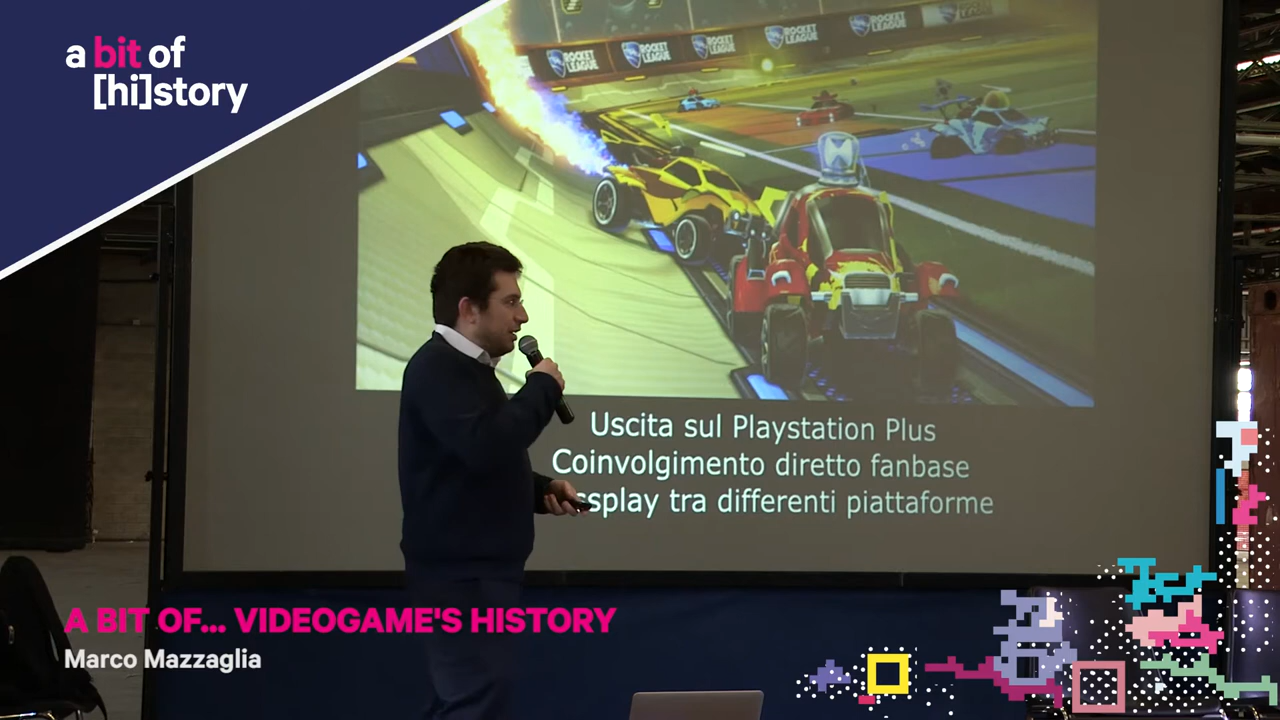 a bit of
[hi]story
ROCKET LEAGUE
ROCKET LEAGUE
ROCKET LEAGUE
ROCKET LEAGUE
ROCKET LEAGUE
Uscita sul Playstation Plus
Coinvolgimento diretto fanbase
ssplay tra differenti piattaforme
A BIT OF... VIDEOGAME'S HISTORY
Marco Mazzaglia